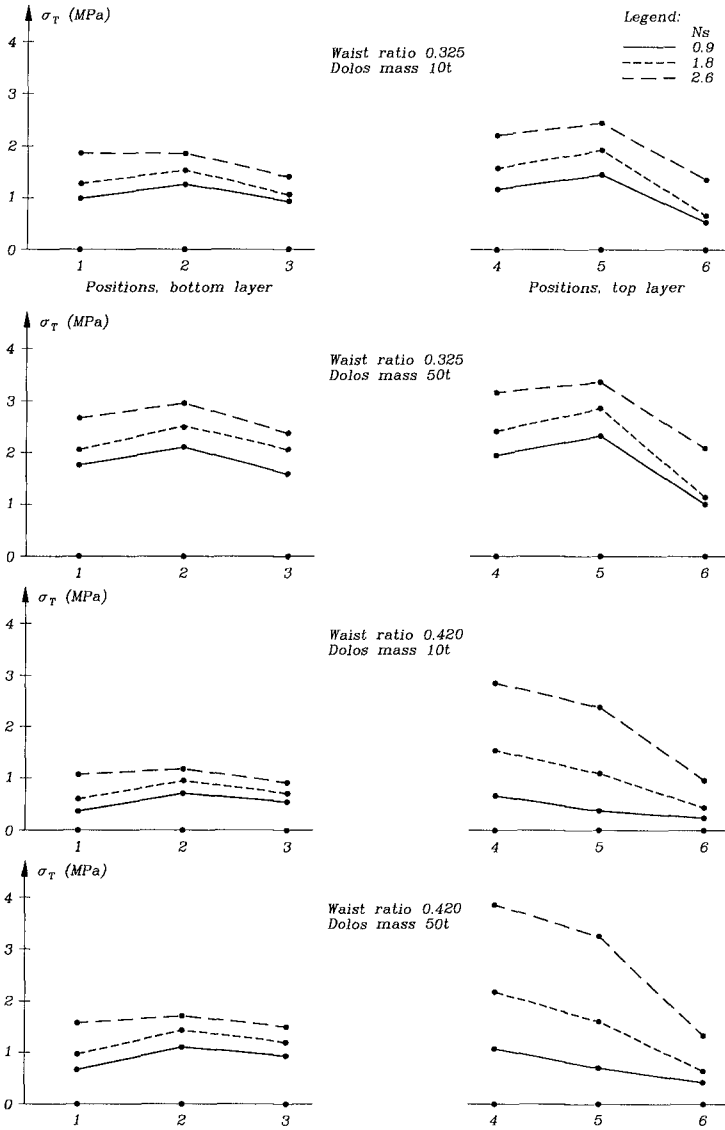 σT (MPa)
Legend:
Ns
0.9
1.8
2.6
Waist ratio 0.325
Dolos mass 10t
4
3
2
1
0
1 2 3
4 5 6
Positions, bottom layer
Positions, top layer
σT (MPa)
Waist ratio 0.325
Dolos mass 50t
4
3
2
1
0
1 2 3
4 5 6
σT (MPa)
Waist ratio 0.420
Dolos mass 10t
4
3
2
1
0
1 2 3
4 5 6
σT (MPa)
Waist ratio 0.420
Dolos mass 50t
4
3
2
1
0
1 2 3
4 5 6